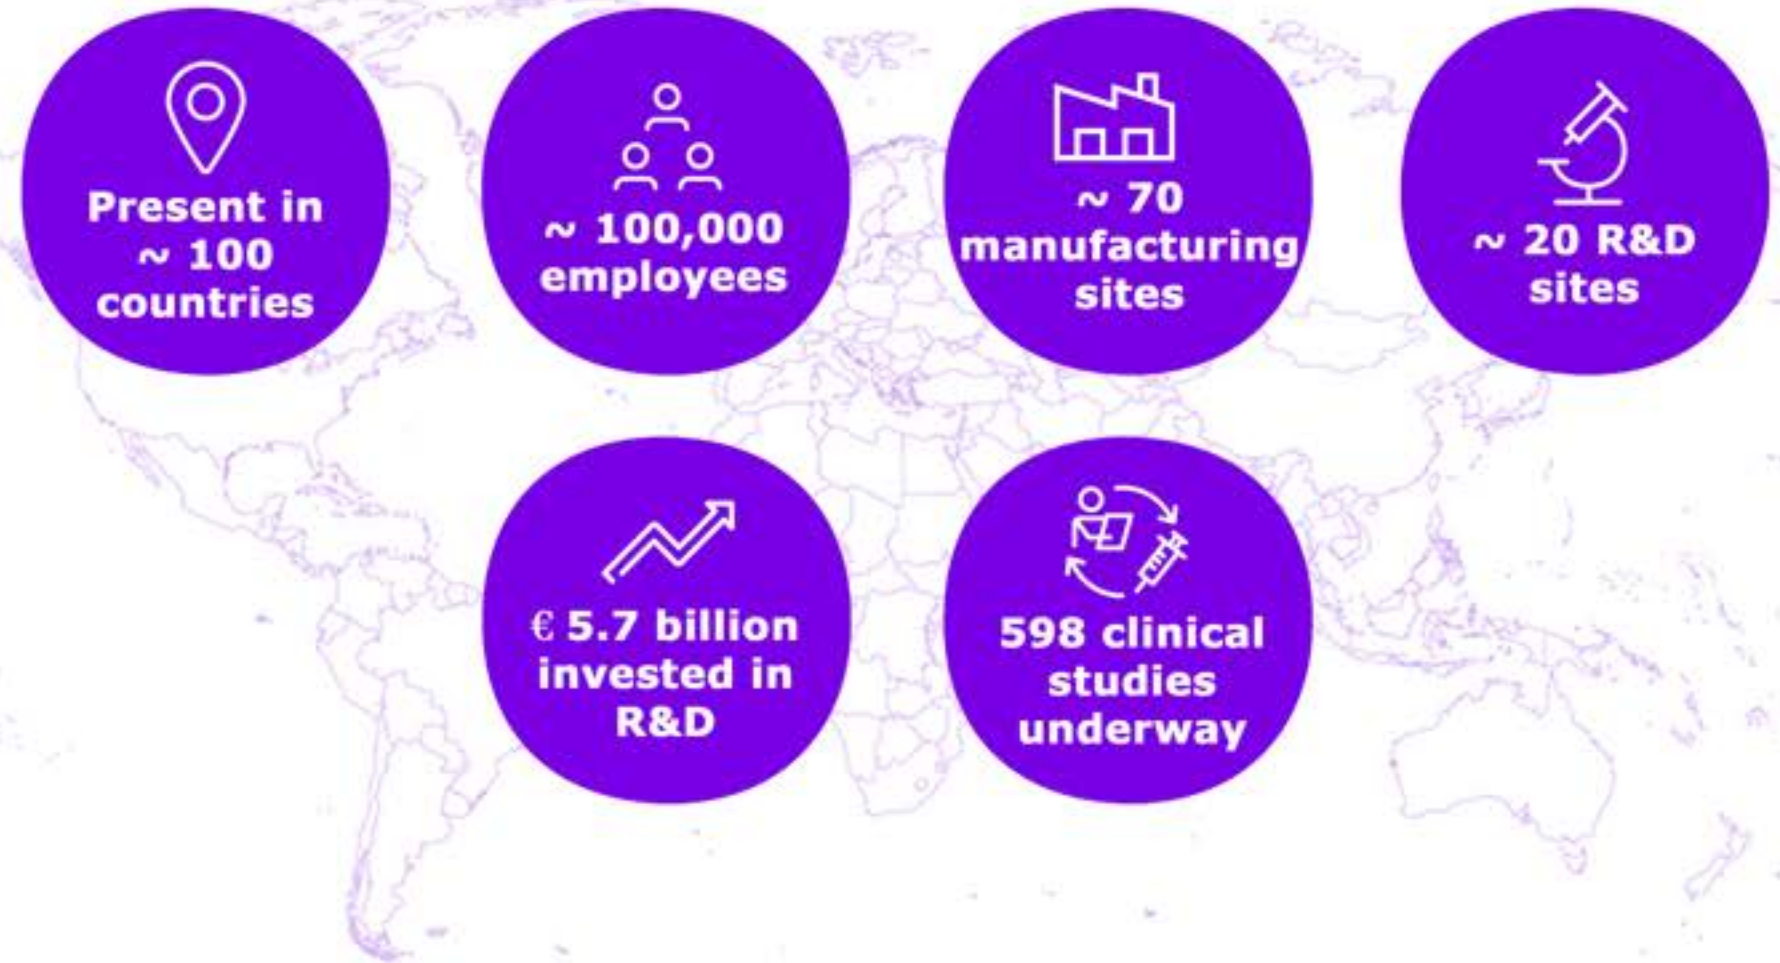 Present in
~ 100
countries
~ 100,000
employees
~ 70
manufacturing
sites
~ 20 R&D
sites
€ 5.7 billion
invested in
R&D
598 clinical
studies
underway